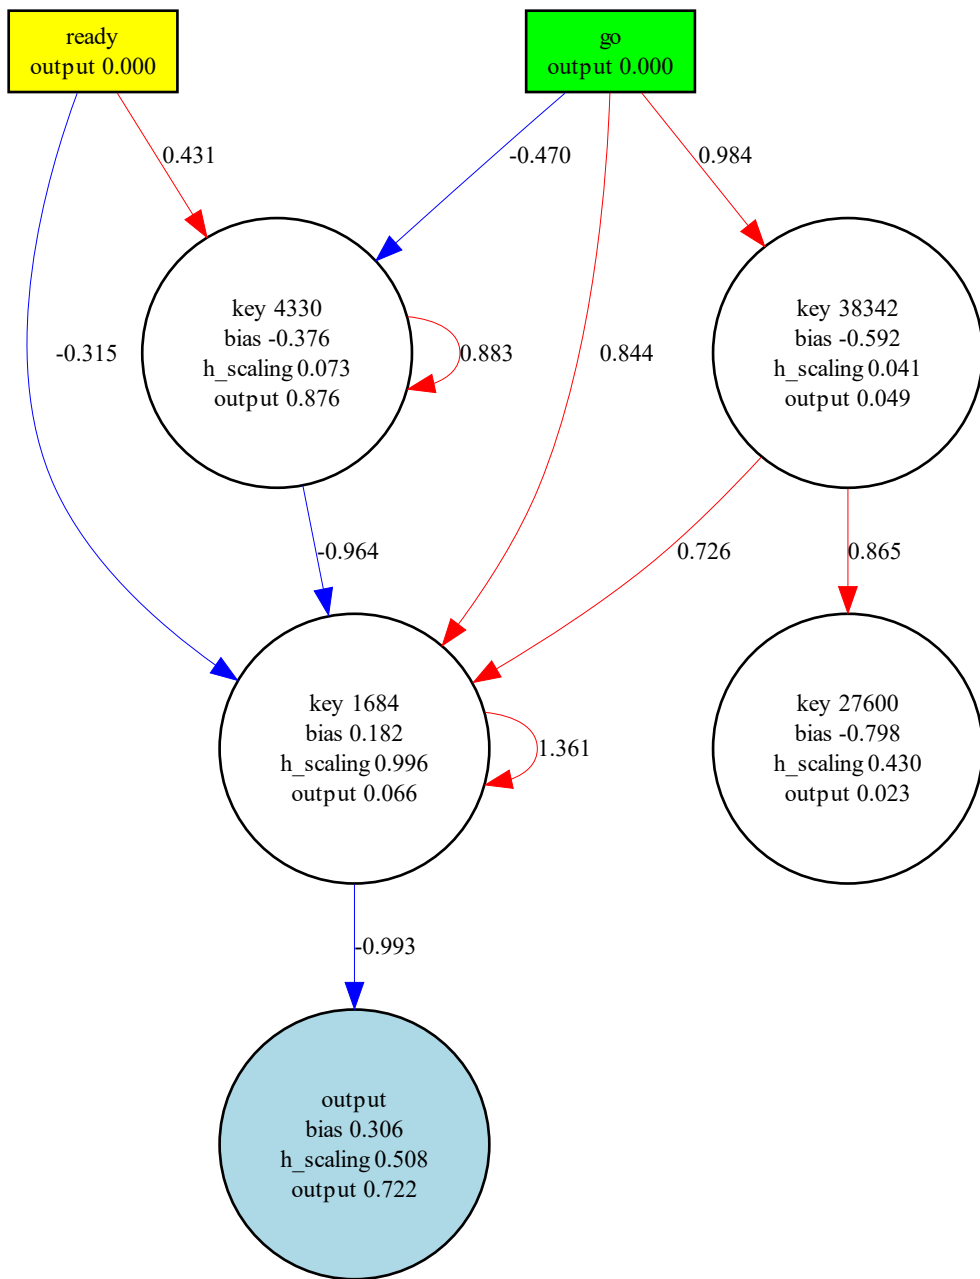 ready
output 0.000
go
output 0.000
0.431
-0.470
0.984
key 4330
bias -0.376
h_scaling 0.073
output 0.876
key 38342
bias -0.592
h_scaling 0.041
output 0.049
-0.315
0.883
0.844
-0.964
0.726
0.865
key 1684
bias 0.182
h_scaling 0.996
output 0.066
1.361
key 27600
bias -0.798
h_scaling 0.430
output 0.023
-0.993
output
bias 0.306
h_scaling 0.508
output 0.722